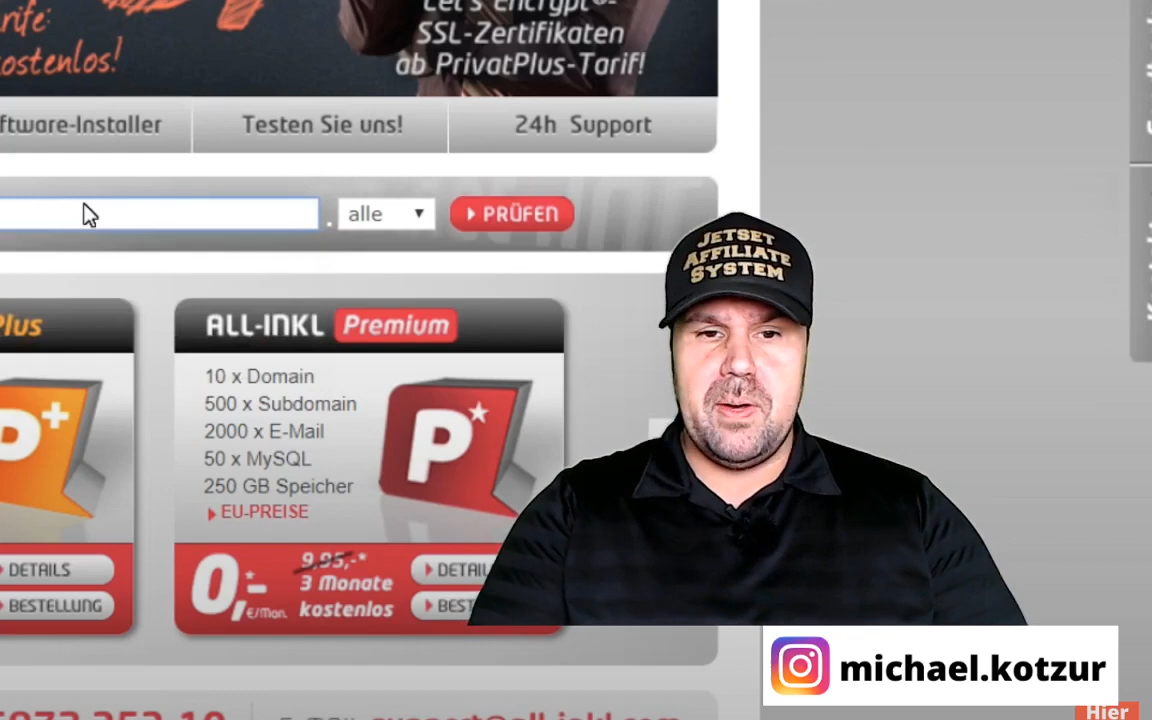 Let's Encrypt®-
SSL-Zertifikaten
ab PrivatPlus-Tarif!
kostenlos!
Testen Sie uns!
24h Support
.
alle
PRÜFEN
JETSET
AFFILIATE
SYSTEM
Plus
ALL-INKL Premium
10 x Domain
500 x Subdomain
2000 x E-Mail
50 x MySQL
250 GB Speicher
EU-PREISE
P+
P
DETAILS
BESTELLUNG
0,-* €/Mon.
9,95,-*
3 Monate
kostenlos
michael.kotzur
Hier